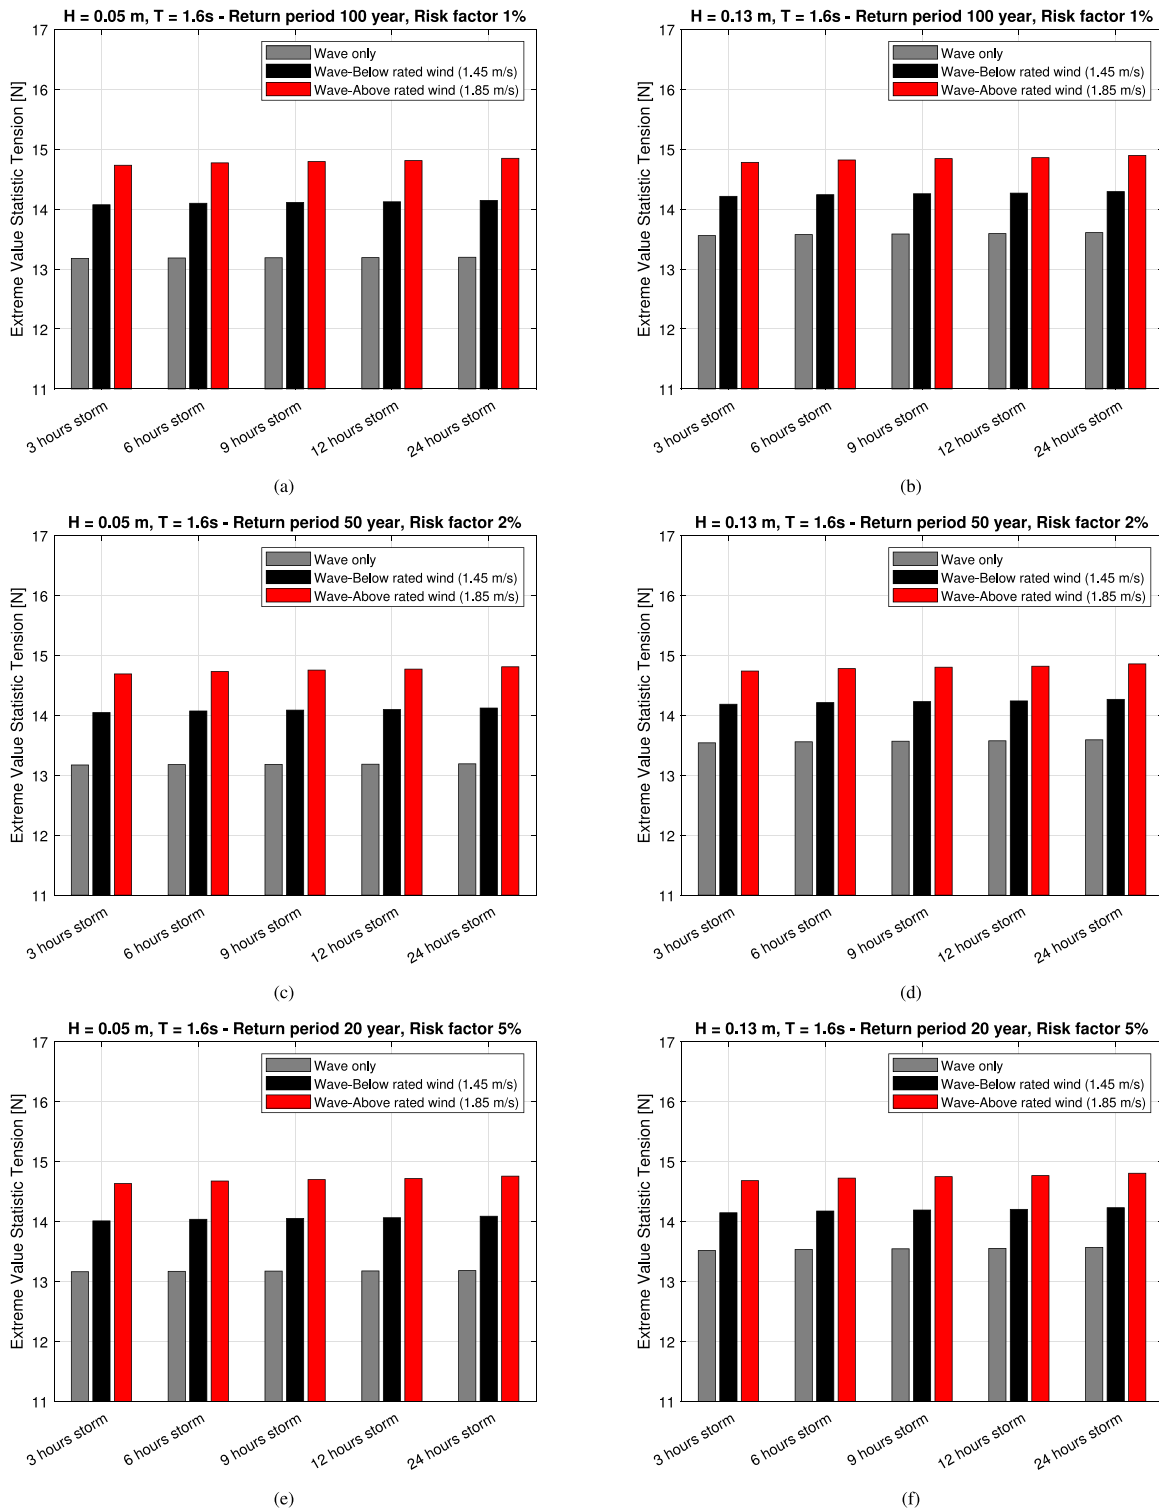 H = 0.05 m, T = 1.6s - Return period 100 year, Risk factor 1%
Extreme Value Statistic Tension [N]
17
16
15
14
13
12
11
Wave only
Wave-Below rated wind (1.45 m/s)
Wave-Above rated wind (1.85 m/s)
3 hours storm
6 hours storm
9 hours storm
12 hours storm
24 hours storm
(a)
H = 0.13 m, T = 1.6s - Return period 100 year, Risk factor 1%
Extreme Value Statistic Tension [N]
17
16
15
14
13
12
11
Wave only
Wave-Below rated wind (1.45 m/s)
Wave-Above rated wind (1.85 m/s)
3 hours storm
6 hours storm
9 hours storm
12 hours storm
24 hours storm
(b)
H = 0.05 m, T = 1.6s - Return period 50 year, Risk factor 2%
Extreme Value Statistic Tension [N]
17
16
15
14
13
12
11
Wave only
Wave-Below rated wind (1.45 m/s)
Wave-Above rated wind (1.85 m/s)
3 hours storm
6 hours storm
9 hours storm
12 hours storm
24 hours storm
(c)
H = 0.13 m, T = 1.6s - Return period 50 year, Risk factor 2%
Extreme Value Statistic Tension [N]
17
16
15
14
13
12
11
Wave only
Wave-Below rated wind (1.45 m/s)
Wave-Above rated wind (1.85 m/s)
3 hours storm
6 hours storm
9 hours storm
12 hours storm
24 hours storm
(d)
H = 0.05 m, T = 1.6s - Return period 20 year, Risk factor 5%
Extreme Value Statistic Tension [N]
17
16
15
14
13
12
11
Wave only
Wave-Below rated wind (1.45 m/s)
Wave-Above rated wind (1.85 m/s)
3 hours storm
6 hours storm
9 hours storm
12 hours storm
24 hours storm
(e)
H = 0.13 m, T = 1.6s - Return period 20 year, Risk factor 5%
Extreme Value Statistic Tension [N]
17
16
15
14
13
12
11
Wave only
Wave-Below rated wind (1.45 m/s)
Wave-Above rated wind (1.85 m/s)
3 hours storm
6 hours storm
9 hours storm
12 hours storm
24 hours storm
(f)